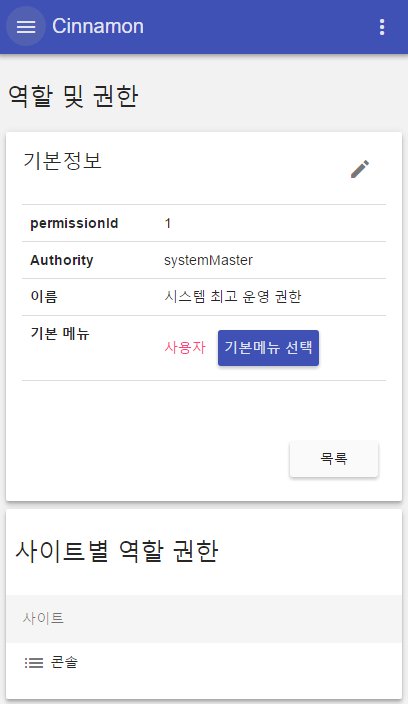 Cinnamon
역할 및 권한
기본정보
permissionId 1
Authority systemMaster
이름 시스템 최고 운영 권한
기본 메뉴 사용자 기본메뉴 선택
목록
사이트별 역할 권한
사이트
콘솔